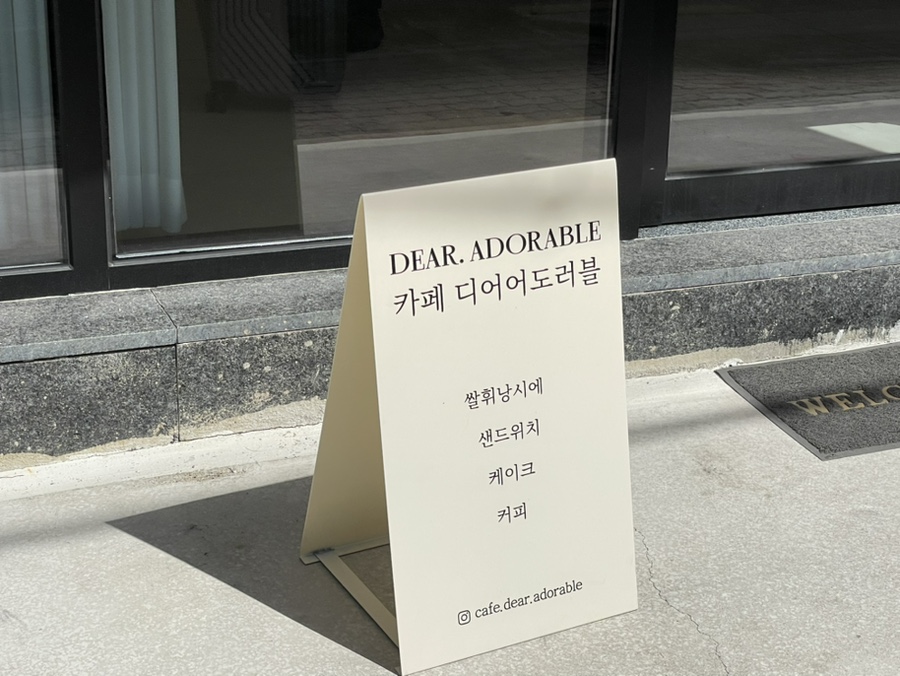 DEAR. ADORABLE
카페 디어어도러블
쌀휘낭시에
샌드위치
케이크
커피
cafe.dear.adorable